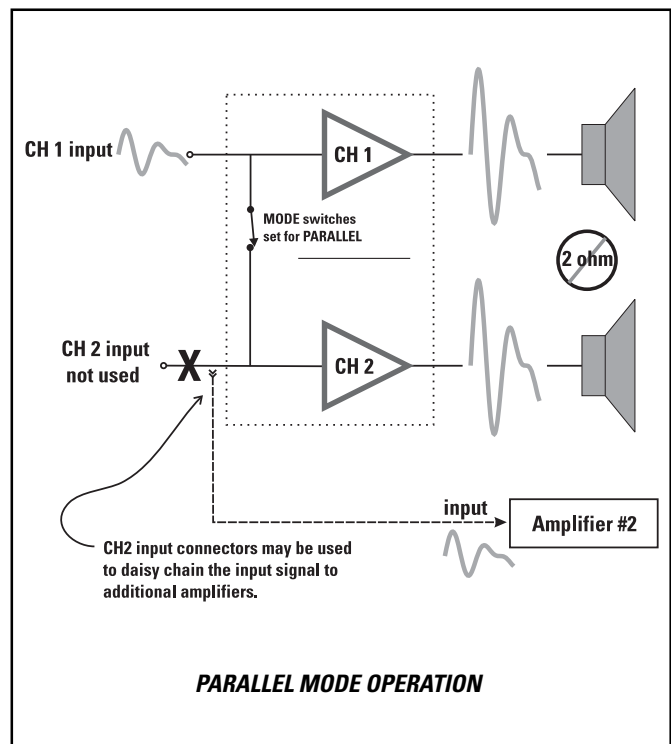 CH 1 input
CH 1
MODE switches
set for PARALLEL
2 ohm
CH 2 input
not used
X
CH 2
input
Amplifier #2
CH2 input connectors may be used
to daisy chain the input signal to
additional amplifiers.
PARALLEL MODE OPERATION